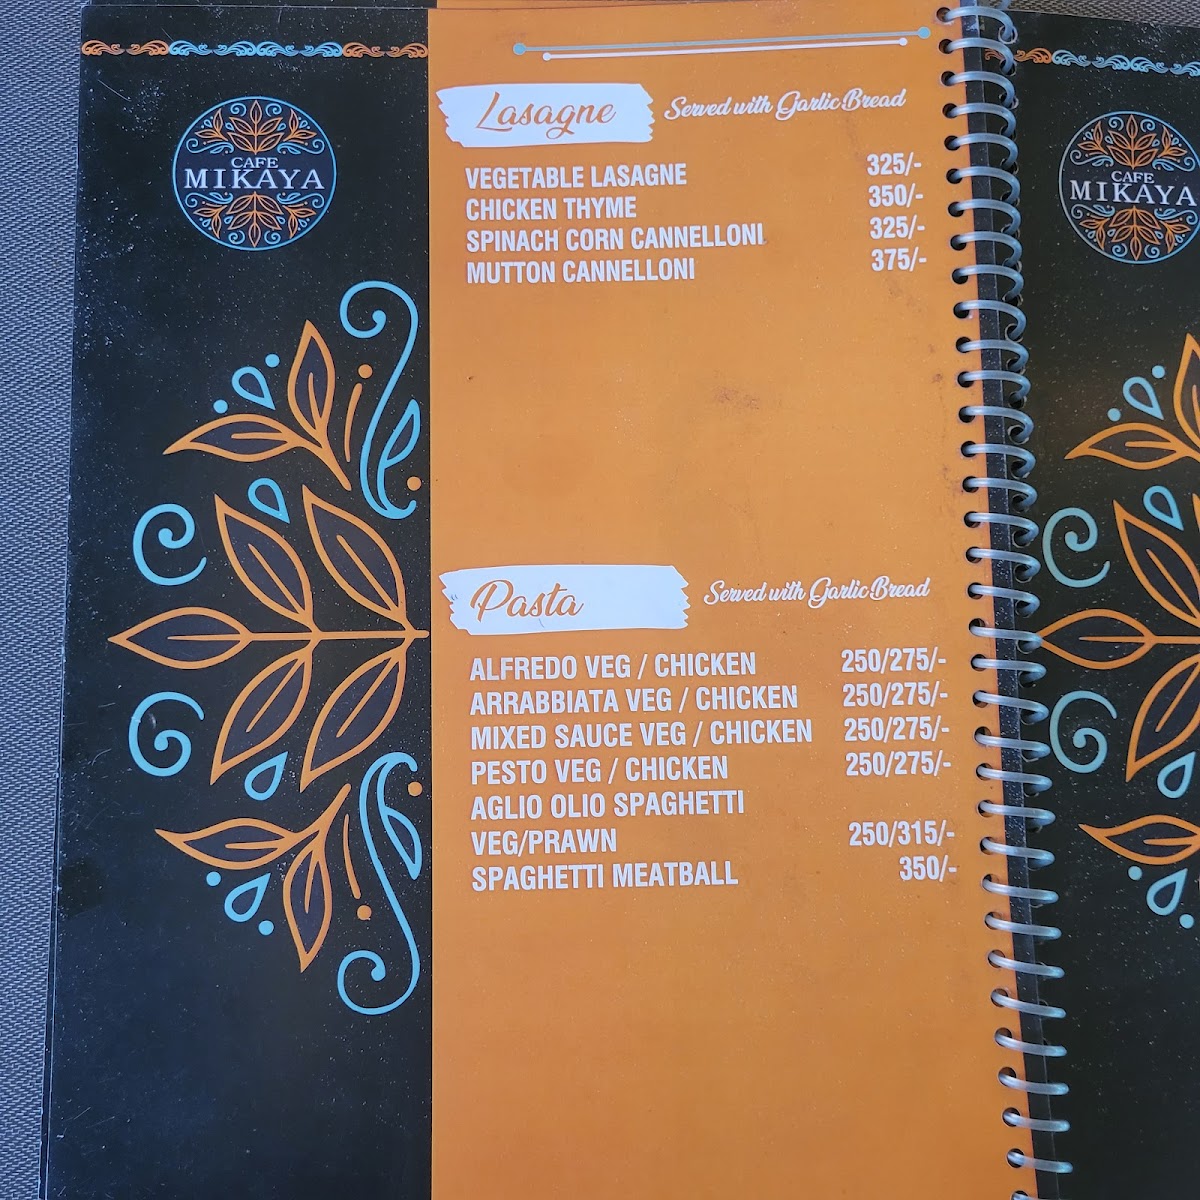 CAFE
MIKAYA
Lasagne Served with Garlic Bread
VEGETABLE LASAGNE 325/-
CHICKEN THYME 350/-
SPINACH CORN CANNELLONI 325/-
MUTTON CANNELLONI 375/-
Pasta Served with Garlic Bread
ALFREDO VEG / CHICKEN 250/275/-
ARRABBIATA VEG / CHICKEN 250/275/-
MIXED SAUCE VEG / CHICKEN 250/275/-
PESTO VEG / CHICKEN 250/275/-
AGLIO OLIO SPAGHETTI
VEG/PRAWN 250/315/-
SPAGHETTI MEATBALL 350/-
CAFE
MIKAYA